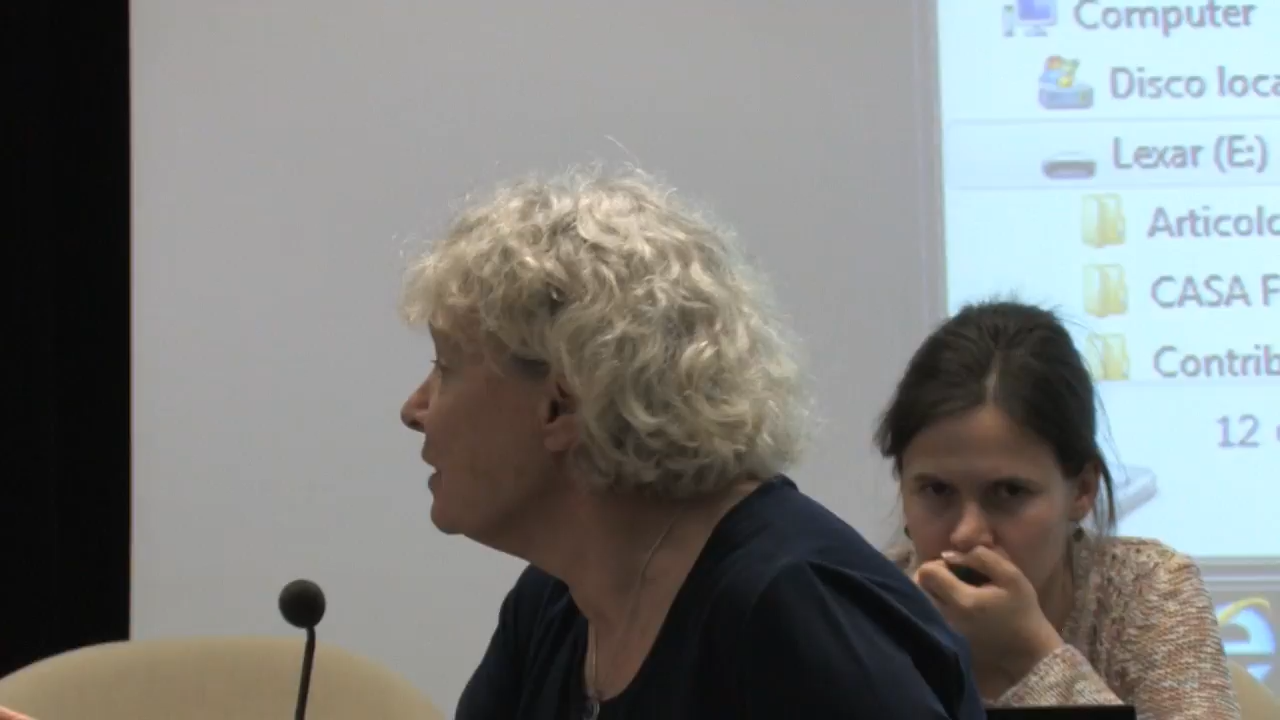 Computer
Disco loca
Lexar (E:)
Articolo
CASA F
Contrib
12